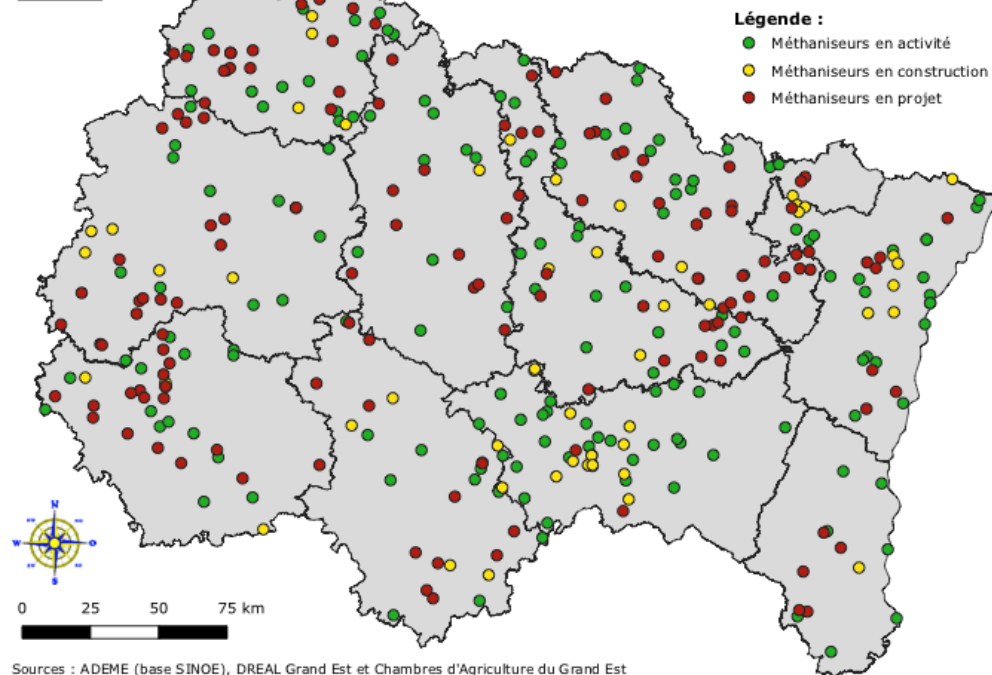 Légende :
Méthaniseurs en activité
Méthaniseurs en construction
Méthaniseurs en projet
N
W O
S
0 25 50 75 km
Sources : ADEME (base SINOE), DREAL Grand Est et Chambres d'Agriculture du Grand Est